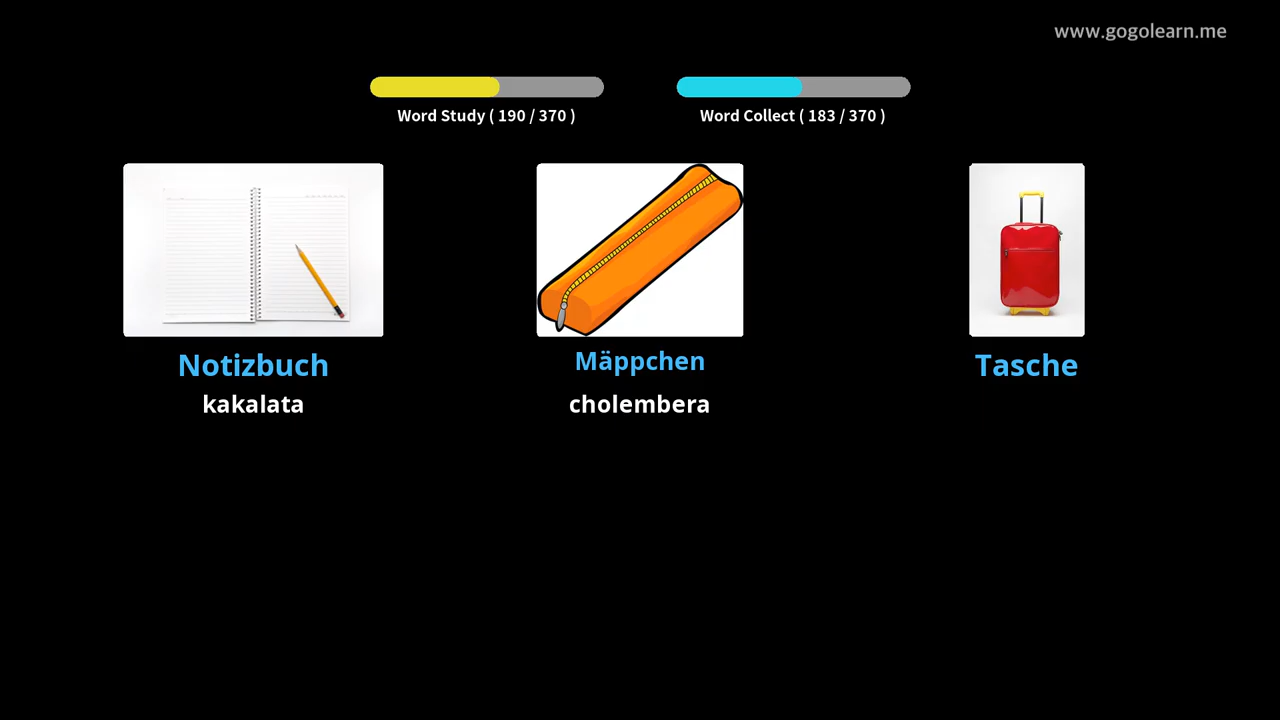 www.gogolearn.me
Word Study ( 190 / 370 )
Word Collect ( 183 / 370 )
Notizbuch
kakalata
Mäppchen
cholembera
Tasche